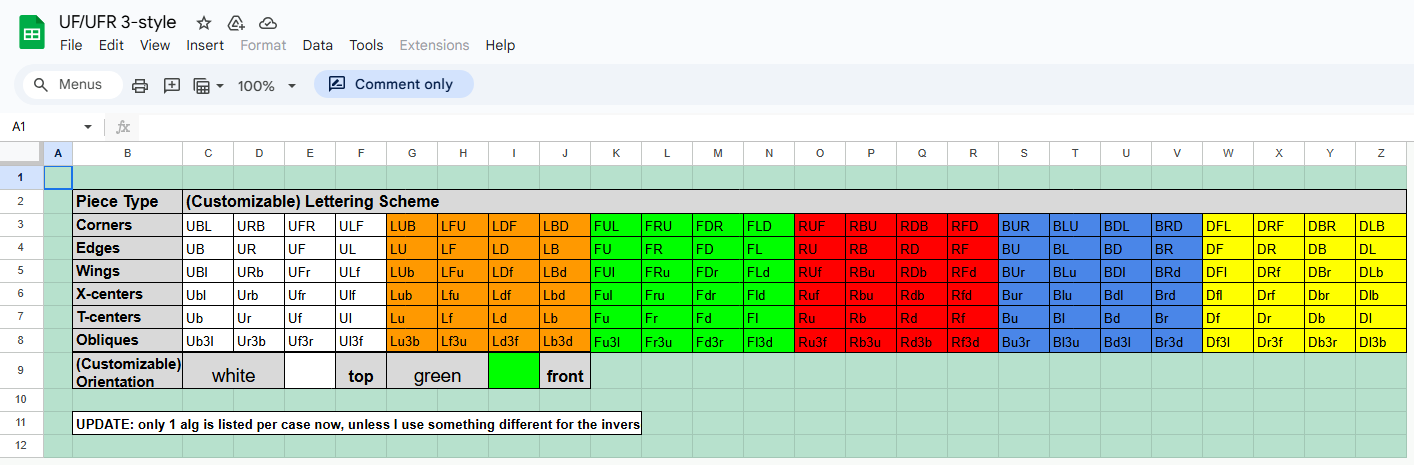 UF/UFR 3-style
File Edit View Insert Format Data Tools Extensions Help
Menus 100% Comment only
A1 fx
A B C D E F G H I J K L M N O P Q R S T U V W X Y Z
1
2 Piece Type (Customizable) Lettering Scheme
3 Corners UBL URB UFR ULF LUB LFU LDF LBD FUL FRU FDR FLD RUF RBU RDB RFD BUR BLU BDL BRD DFL DRF DBR DLB
4 Edges UB UR UF UL LU LF LD LB FU FR FD FL RU RB RD RF BU BL BD BR DF DR DB DL
5 Wings UBl URb UFr ULf LUb LFu LDf LBd FUl FRu FDr FLd RUf RBu RDb RFd BUr BLu BDl BRd DFl DRf DBr DLb
6 X-centers Ubl Urb Ufr Ulf Lub Lfu Ldf Lbd Ful Fru Fdr Fld Ruf Rbu Rdb Rfd Bur Blu Bdl Brd Dfl Drf Dbr Dlb
7 T-centers Ub Ur Uf Ul Lu Lf Ld Lb Fu Fr Fd Fl Ru Rb Rd Rf Bu Bl Bd Br Df Dr Db Dl
8 Obliques Ub3l Ur3b Uf3r Ul3f Lu3b Lf3u Ld3f Lb3d Fu3l Fr3u Fd3r Fl3d Ru3f Rb3u Rd3b Rf3d Bu3r Bl3u Bd3l Br3d Df3l Dr3f Db3r Dl3b
9 (Customizable)
Orientation white top green front
10
11 UPDATE: only 1 alg is listed per case now, unless I use something different for the invers
12